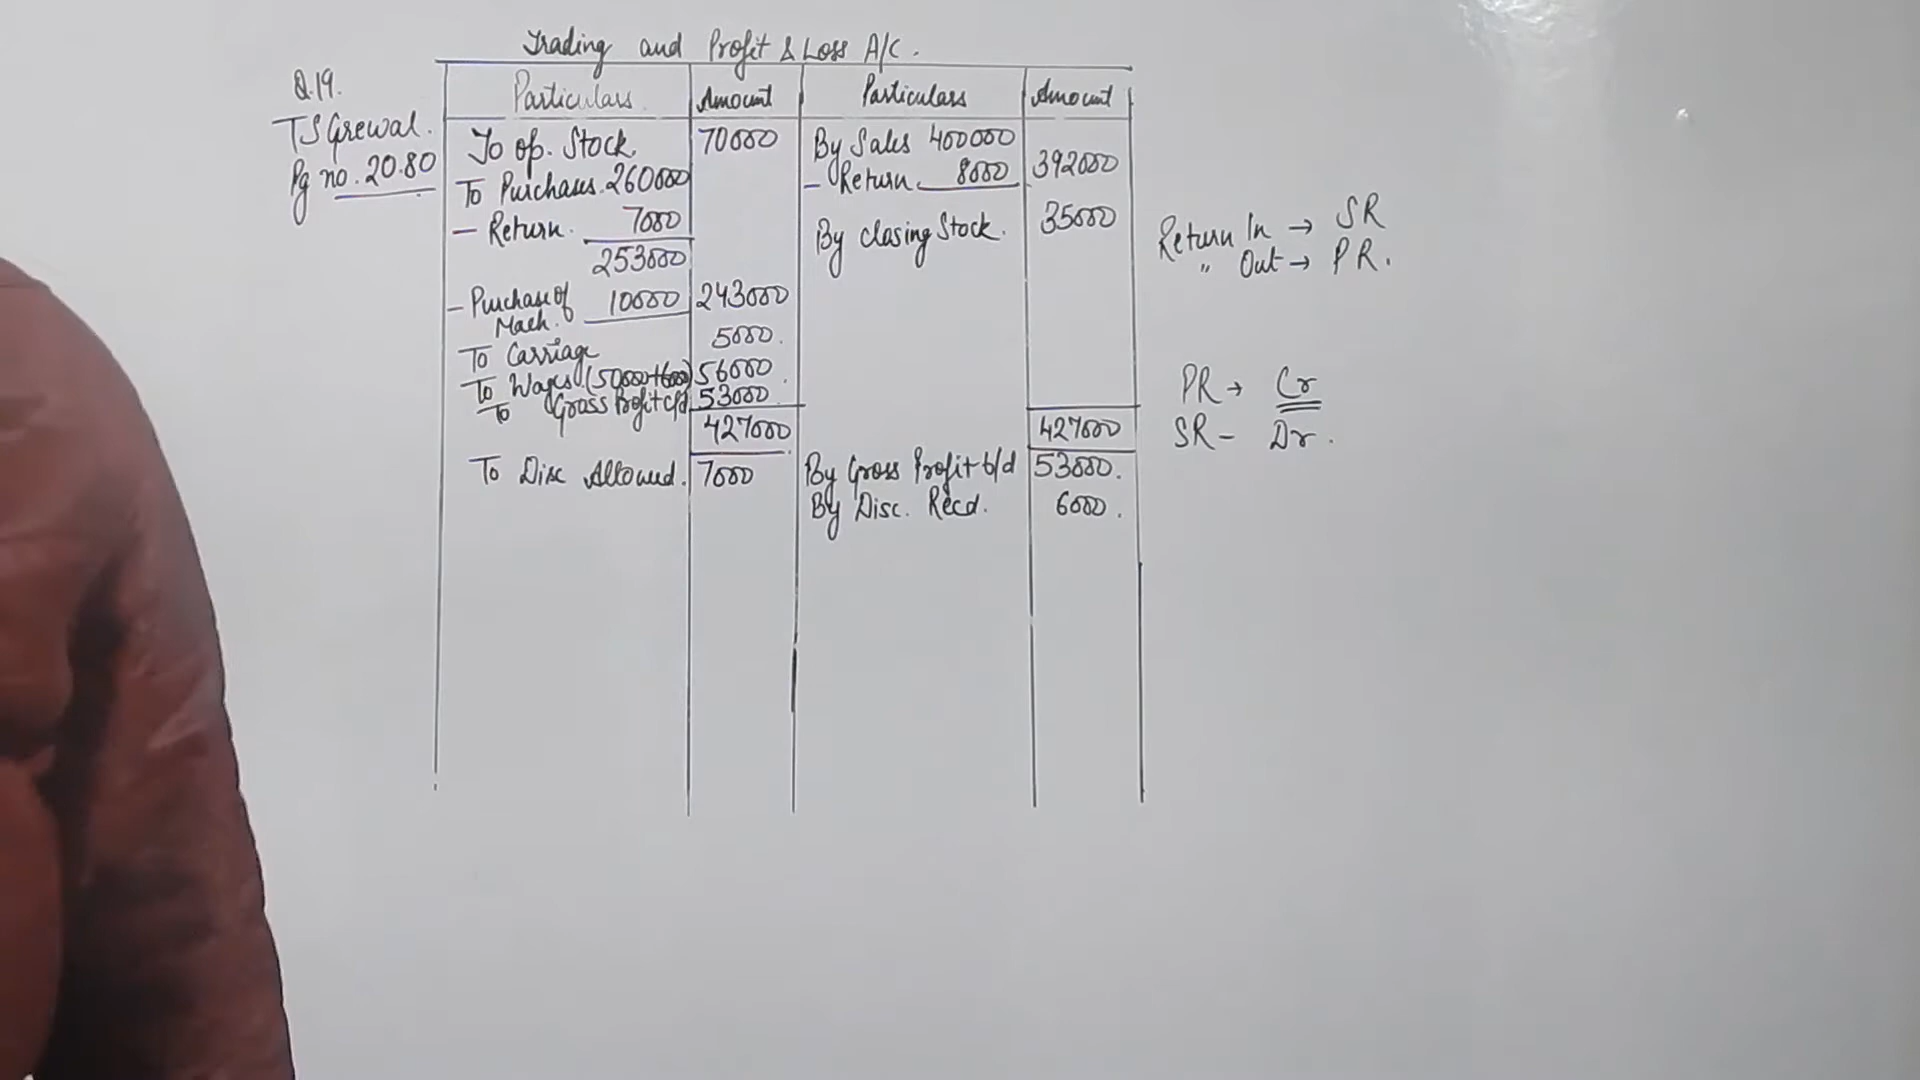 Trading and Profit & Loss A/C.
Q.19.
TS Grewal.
Pg no. 20.80
Particulars. Amount Particulars Amount
To op. Stock. 70000 By Sales 400000
To Purchases. 260000 - Return. 8000 392000
- Return. 7000 By closing Stock. 35000
253000
- Purchase of 10000 243000
Mach.
To Carriage 5000.
To Wages (50000+6000) 56000.
To Gross Profit c/d 53000
427000 427000
To Disc Allowed. 7000 By Gross Profit b/d 53000.
By Disc. Recd. 6000.
Return In → SR
" Out → PR.
PR → Cr
SR - Dr.